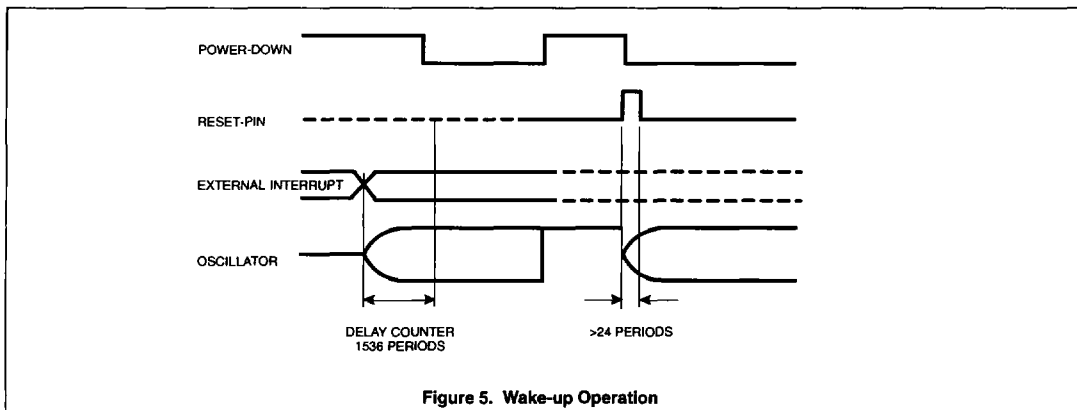 POWER-DOWN
RESET-PIN
EXTERNAL INTERRUPT
OSCILLATOR
DELAY COUNTER
1536 PERIODS
>24 PERIODS
Figure 5. Wake-up Operation